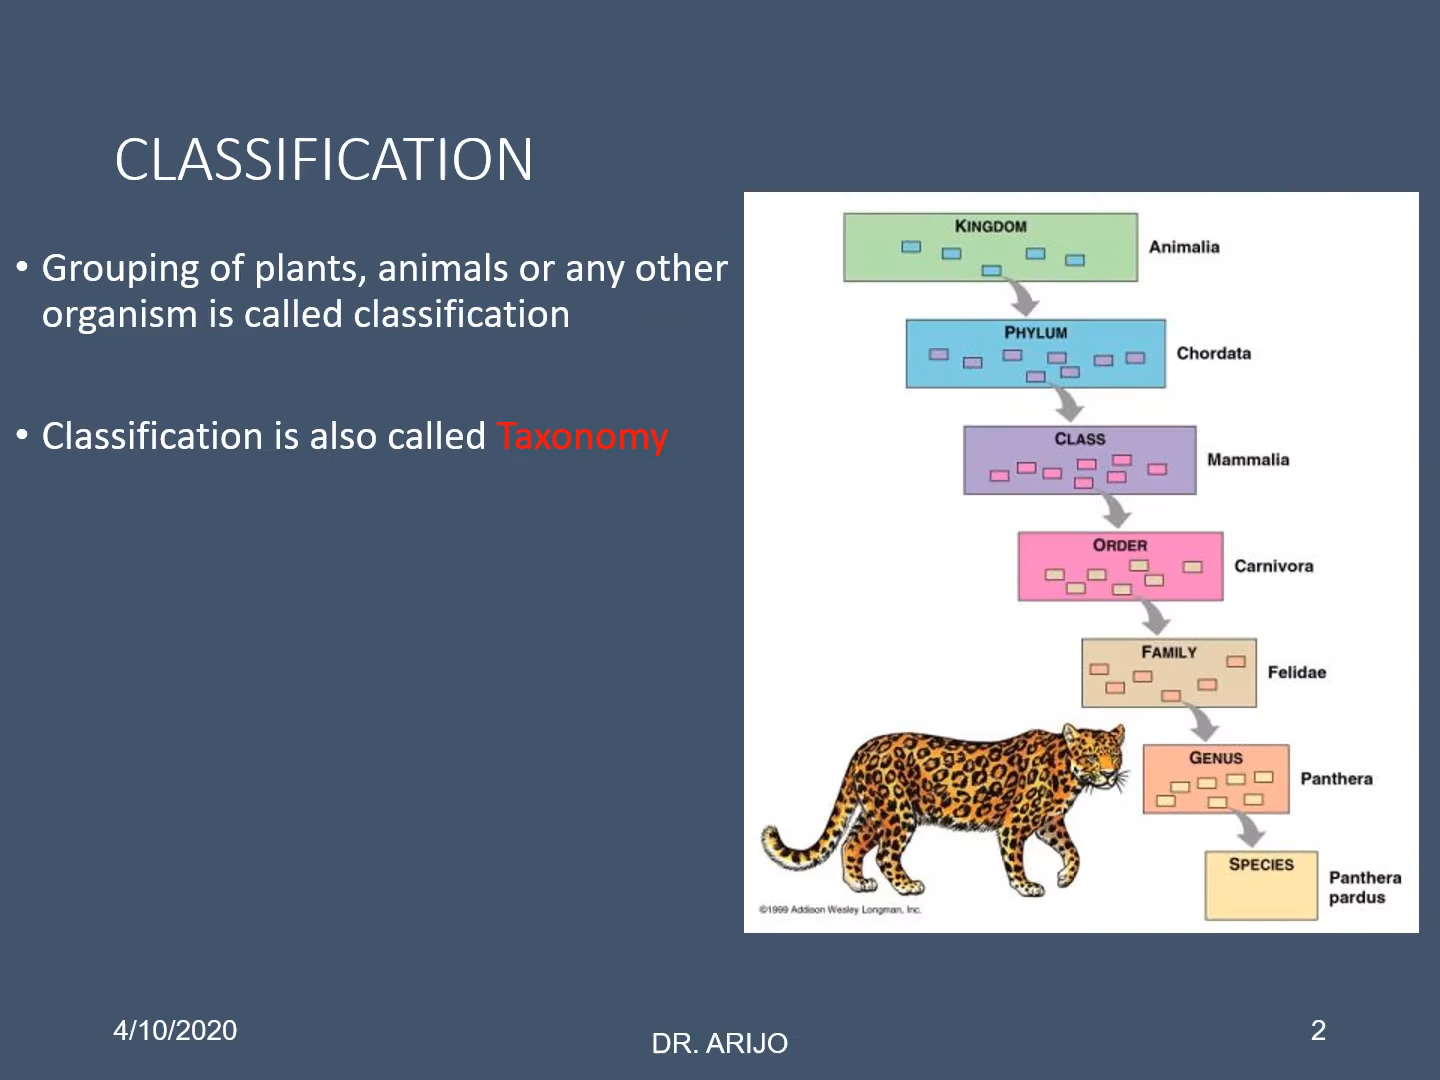 CLASSIFICATION
• Grouping of plants, animals or any other
organism is called classification
• Classification is also called Taxonomy
KINGDOM
Animalia
PHYLUM
Chordata
CLASS
Mammalia
ORDER
Carnivora
FAMILY
Felidae
GENUS
Panthera
SPECIES
Panthera
pardus
©1999 Addison Wesley Longman, Inc.
4/10/2020
DR. ARIJO
2